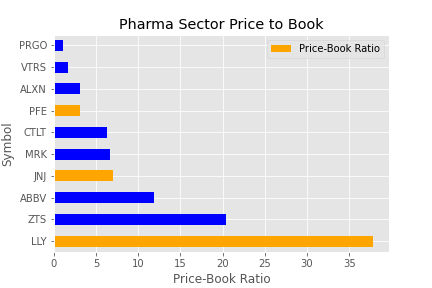 Pharma Sector Price to Book
Price-Book Ratio
Symbol
PRGO
VTRS
ALXN
PFE
CTLT
MRK
JNJ
ABBV
ZTS
LLY
0 5 10 15 20 25 30 35
Price-Book Ratio